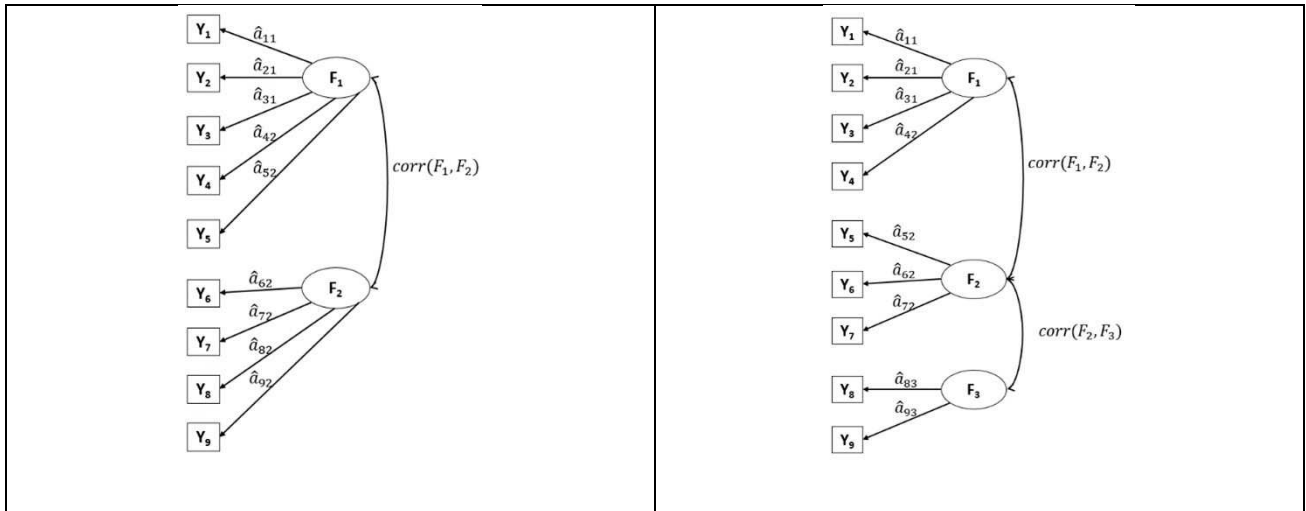 Y₁
â₁₁
Y₂
â₂₁
F₁
â₃₁
Y₃
â₄₂
Y₄
â₅₂
corr(F₁, F₂)
Y₅
â₆₂
Y₆
F₂
â₇₂
Y₇
â₈₂
Y₈
â₉₂
Y₉
Y₁
â₁₁
Y₂
â₂₁
F₁
â₃₁
Y₃
â₄₂
Y₄
corr(F₁, F₂)
Y₅
â₅₂
â₆₂
F₂
Y₆
â₇₂
Y₇
corr(F₂, F₃)
Y₈
â₈₃
F₃
â₉₃
Y₉